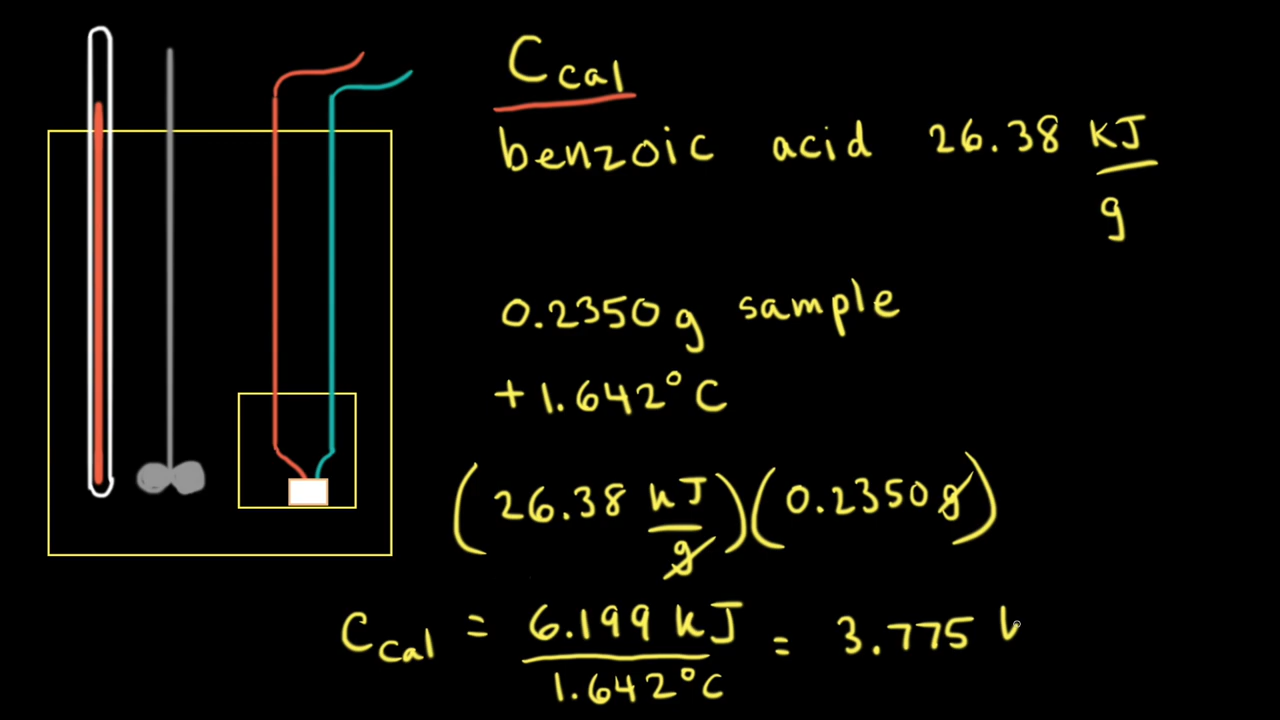 Ccal
benzoic acid 26.38 kJ/g
0.2350 g sample
+ 1.642°C
(26.38 kJ/g)(0.2350 g)
Ccal = 6.199 kJ / 1.642°C = 3.775